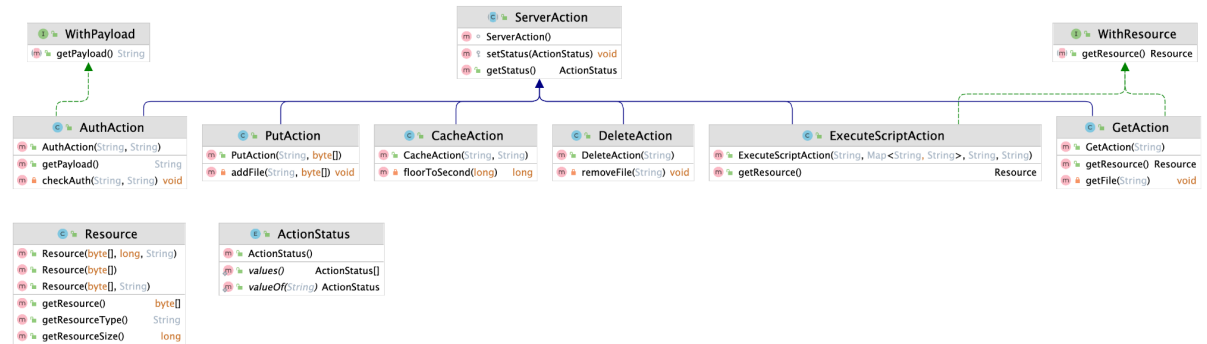 WithPayload
getPayload() String
ServerAction
ServerAction()
setStatus(ActionStatus) void
getStatus() ActionStatus
WithResource
getResource() Resource
AuthAction
AuthAction(String, String)
getPayload() String
checkAuth(String, String) void
PutAction
PutAction(String, byte[])
addFile(String, byte[]) void
CacheAction
CacheAction(String, String)
floorToSecond(long) long
DeleteAction
DeleteAction(String)
removeFile(String) void
ExecuteScriptAction
ExecuteScriptAction(String, Map<String, String>, String, String)
getResource() Resource
GetAction
GetAction(String)
getResource() Resource
getFile(String) void
Resource
Resource(byte[], long, String)
Resource(byte[])
Resource(byte[], String)
getResource() byte[]
getResourceType() String
getResourceSize() long
ActionStatus
ActionStatus()
values() ActionStatus[]
valueOf(String) ActionStatus